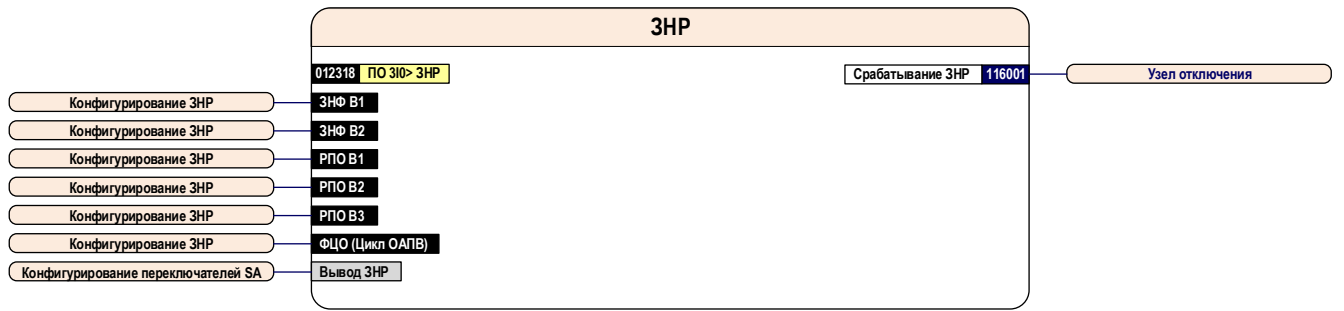 ЗНР
012318 ПО 3I0> ЗНР
Срабатывание ЗНР 116001
Узел отключения
Конфигурирование ЗНР
ЗНФ В1
Конфигурирование ЗНР
ЗНФ В2
Конфигурирование ЗНР
РПО В1
Конфигурирование ЗНР
РПО В2
Конфигурирование ЗНР
РПО В3
Конфигурирование ЗНР
ФЦО (Цикл ОАПВ)
Конфигурирование переключателей SA
Вывод ЗНР